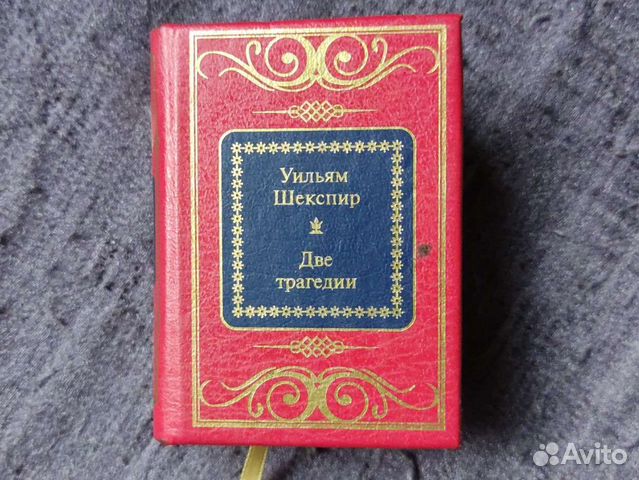 Уильям
Шекспир
Две
трагедии
Avito